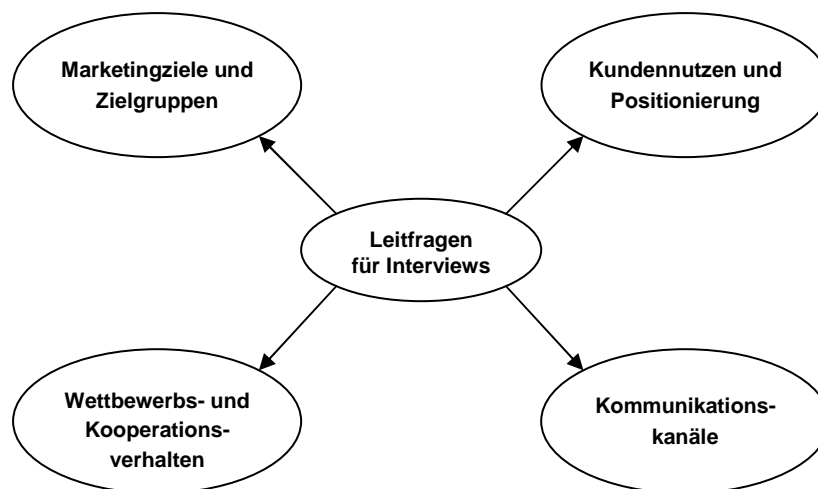 Marketingziele und
Zielgruppen
Kundennutzen und
Positionierung
Leitfragen
für Interviews
Wettbewerbs- und
Kooperations-
verhalten
Kommunikations-
kanäle